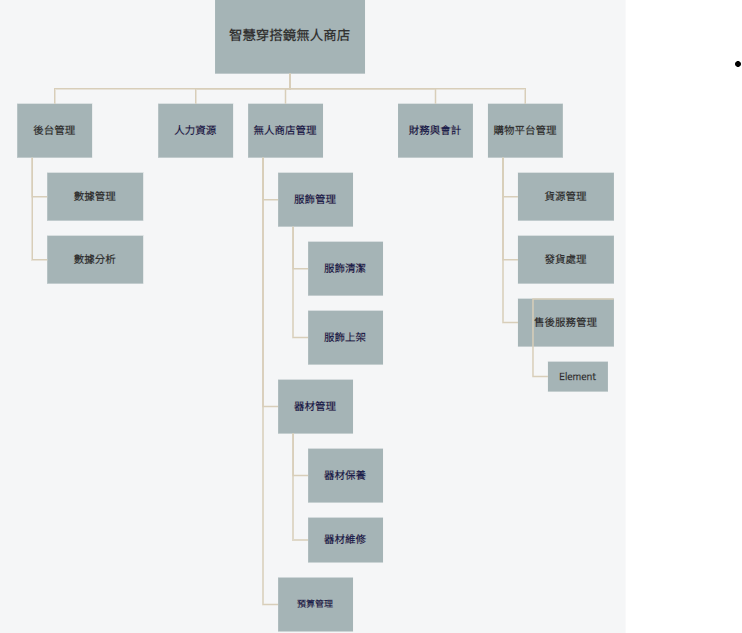 智慧穿搭鏡無人商店
後台管理
人力資源
無人商店管理
財務與會計
購物平台管理
數據管理
數據分析
服飾管理
服飾清潔
服飾上架
器材管理
器材保養
器材維修
預算管理
貨源管理
發貨處理
售後服務管理
Element